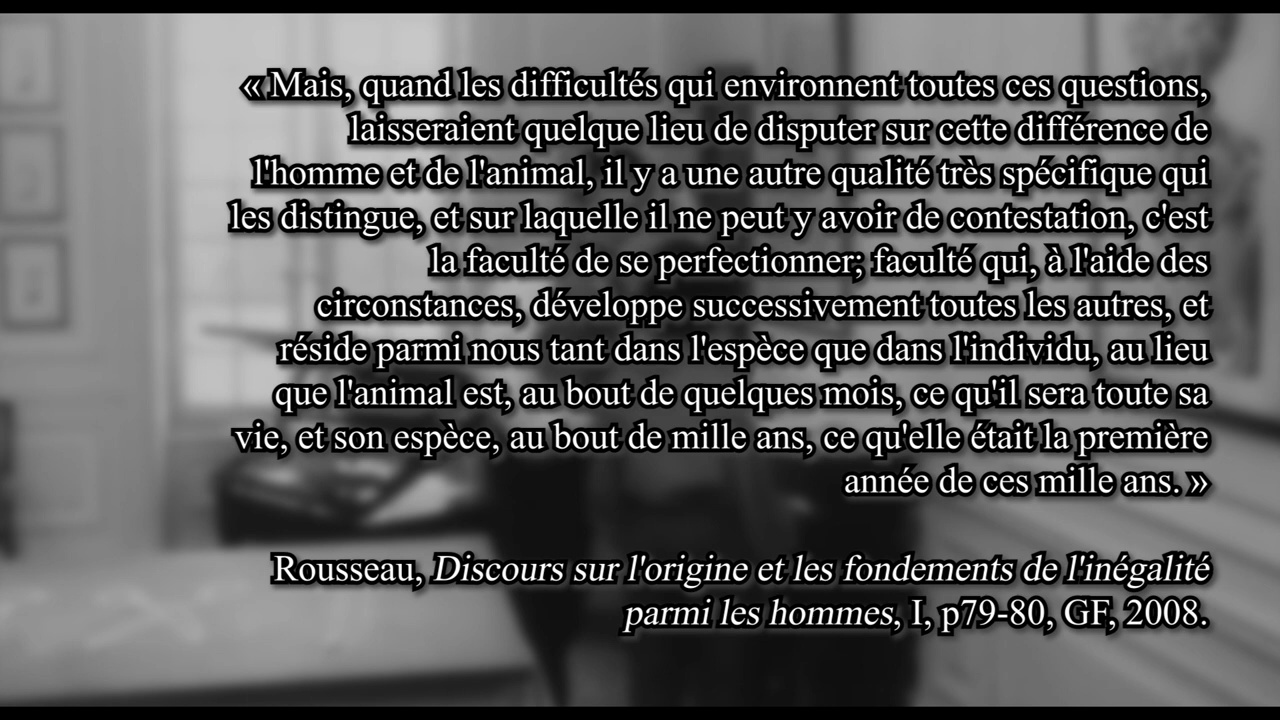 « Mais, quand les difficultés qui environnent toutes ces questions,
laisseraient quelque lieu de disputer sur cette différence de
l'homme et de l'animal, il y a une autre qualité très spécifique qui
les distingue, et sur laquelle il ne peut y avoir de contestation, c'est
la faculté de se perfectionner; faculté qui, à l'aide des
circonstances, développe successivement toutes les autres, et
réside parmi nous tant dans l'espèce que dans l'individu, au lieu
que l'animal est, au bout de quelques mois, ce qu'il sera toute sa
vie, et son espèce, au bout de mille ans, ce qu'elle était la première
année de ces mille ans. »
Rousseau, Discours sur l'origine et les fondements de l'inégalité
parmi les hommes, I, p79-80, GF, 2008.